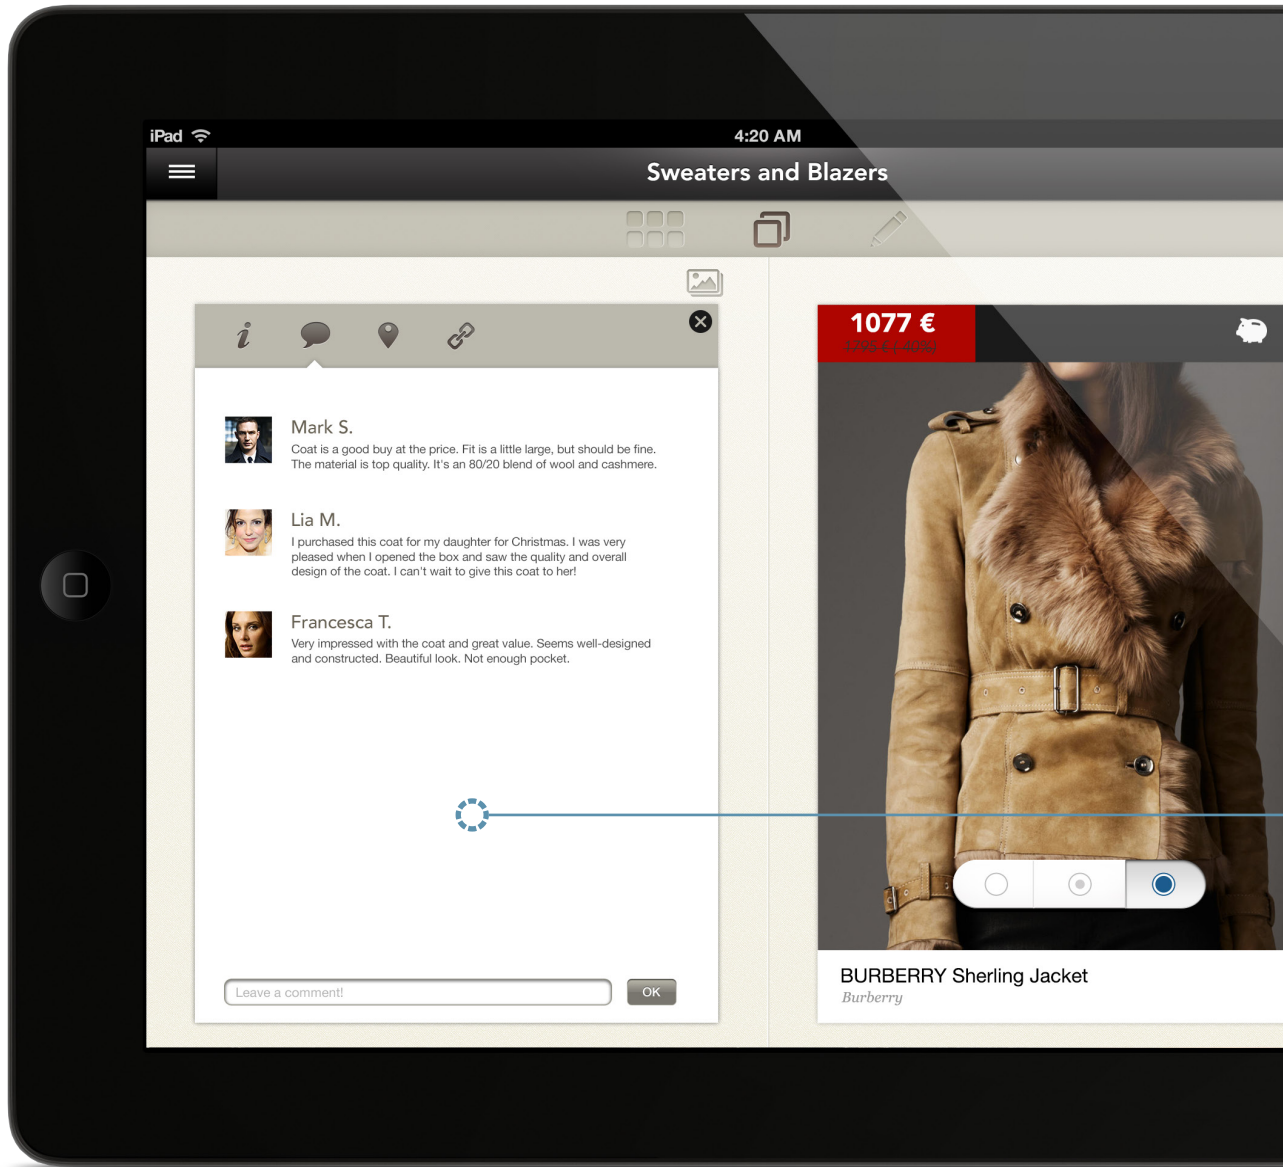 iPad
4:20 AM
Sweaters and Blazers
1077 €
1795 € (-40%)
Mark S.
Coat is a good buy at the price. Fit is a little large, but should be fine.
The material is top quality. It's an 80/20 blend of wool and cashmere.
Lia M.
I purchased this coat for my daughter for Christmas. I was very
pleased when I opened the box and saw the quality and overall
design of the coat. I can't wait to give this coat to her!
Francesca T.
Very impressed with the coat and great value. Seems well-designed
and constructed. Beautiful look. Not enough pocket.
Leave a comment!
OK
BURBERRY Sherling Jacket
Burberry